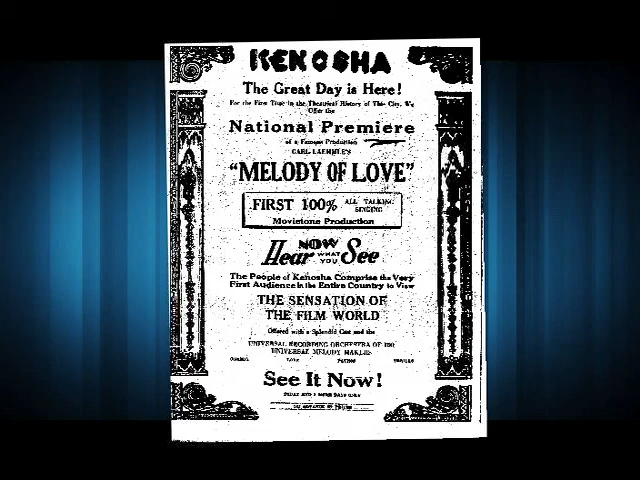 KENOSHA
The Great Day is Here!
For the First Time in the Theatrical History of This City, We
Offer the
National Premiere
of a Famous Production
CARL LAEMMLE'S
"MELODY OF LOVE"
FIRST 100% ALL TALKING
SINGING
Movietone Production
NOW
Hear WHAT YOU See
The People of Kenosha Comprise the Very
First Audience in the Entire Country to View
THE SENSATION OF
THE FILM WORLD
Offered with a Splendid Cast and the
UNIVERSAL RECORDING ORCHESTRA OF
UNIVERSAL MELODY MAKERS
See It Now!